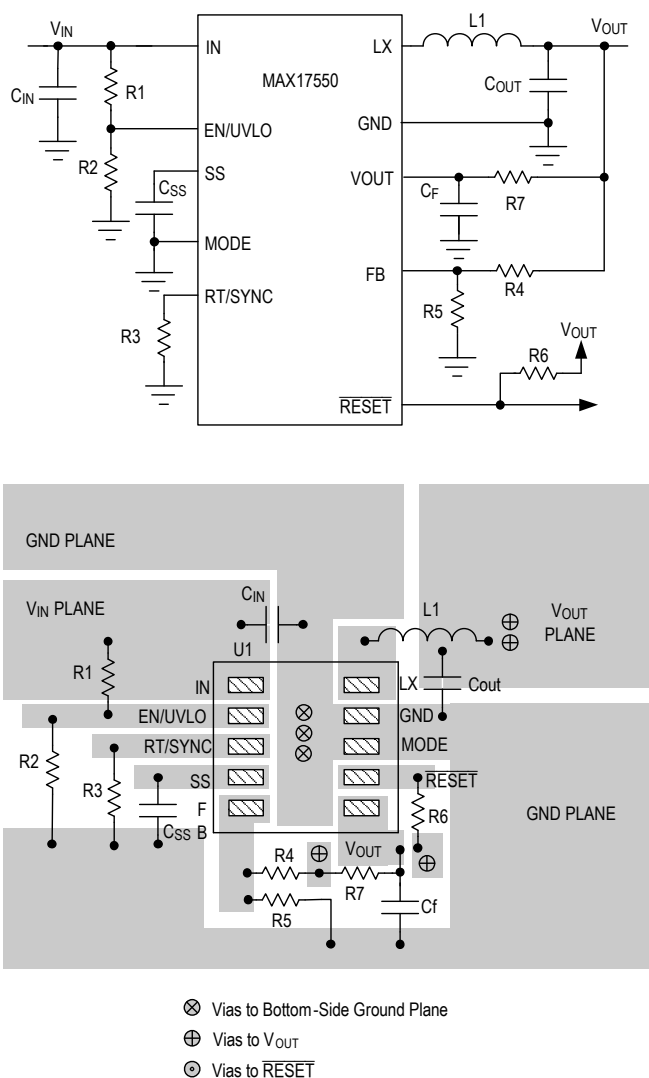 VIN
L1
VOUT
IN
LX
CIN
R1
MAX17550
COUT
EN/UVLO
GND
R2
SS
VOUT
CSS
CF
R7
MODE
FB
R4
RT/SYNC
R5
R3
VOUT
R6
RESET
GND PLANE
VIN PLANE
CIN
L1
VOUT
PLANE
U1
R1
IN
LX
Cout
EN/UVLO
GND
RT/SYNC
MODE
R2
SS
RESET
R3
F
B
CSS
R6
GND PLANE
R4
VOUT
R7
R5
Cf
Vias to Bottom-Side Ground Plane
Vias to VOUT
Vias to RESET